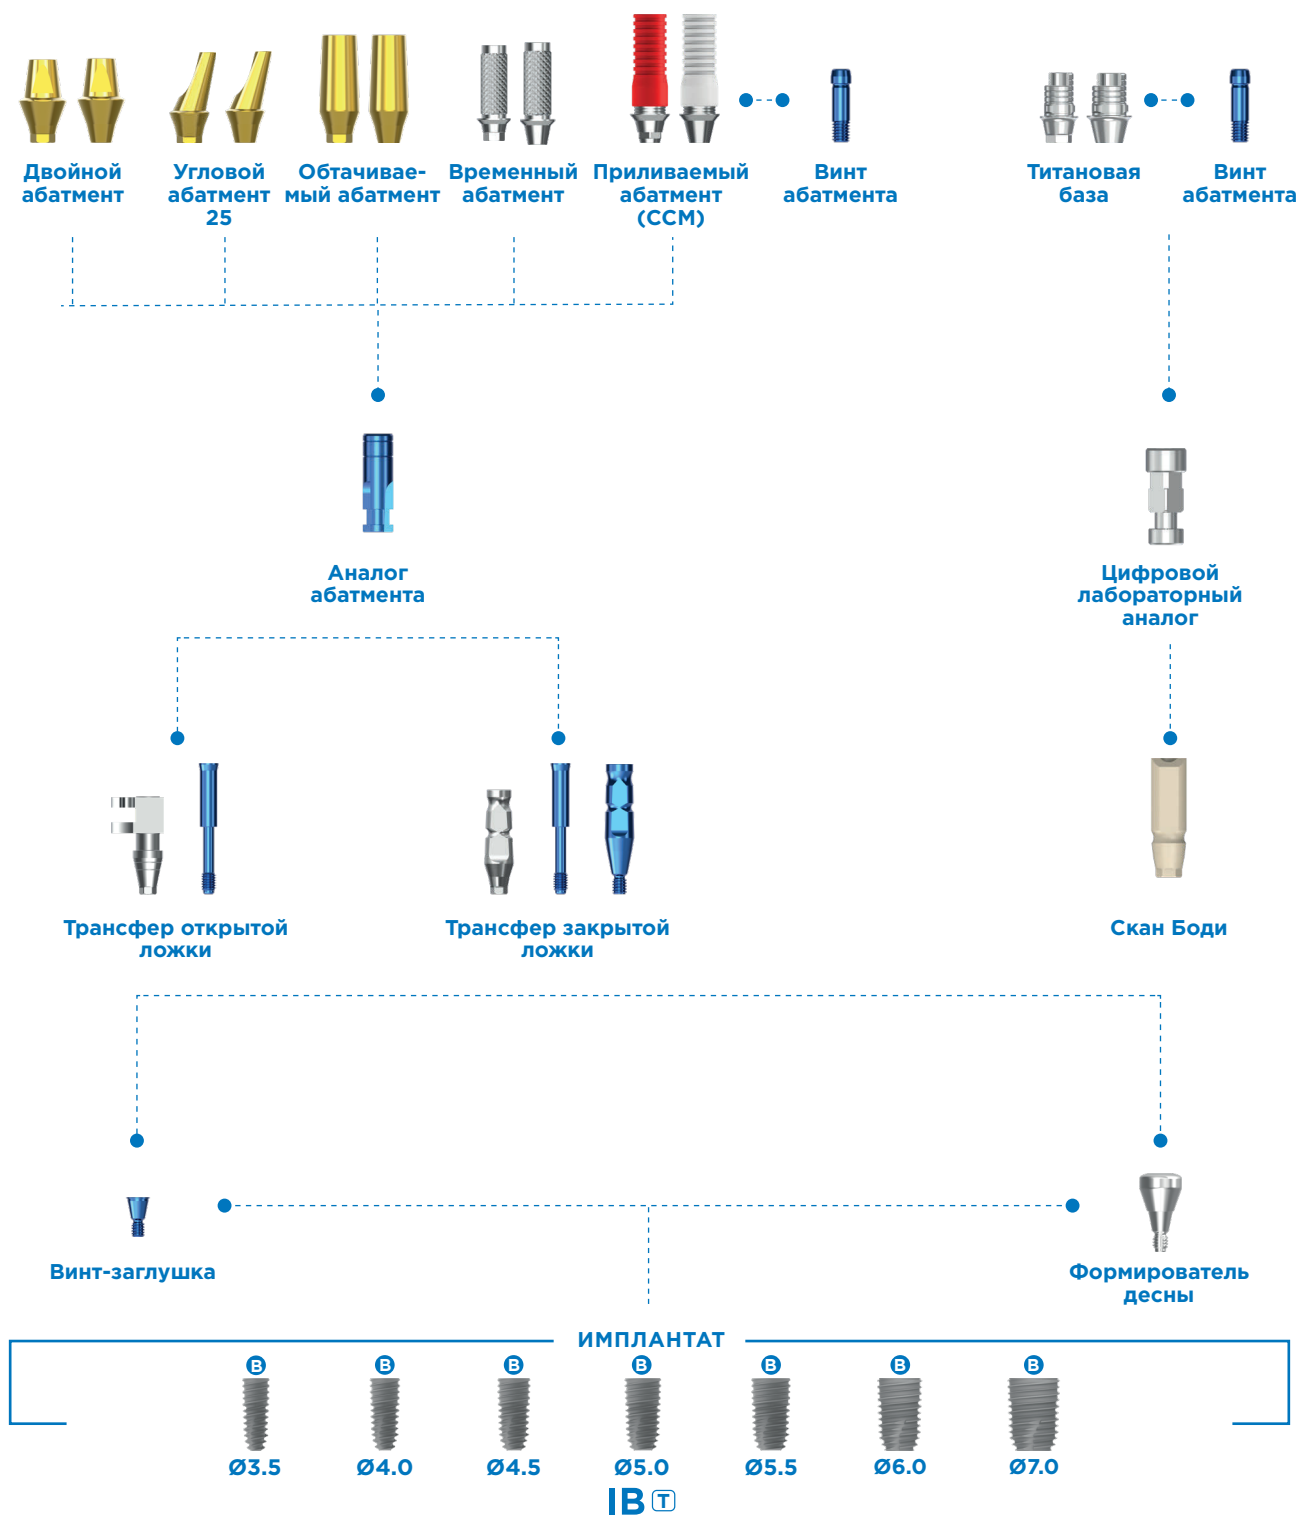 Двойной
абатмент
Угловой
абатмент
25
Обтачивае-
мый абатмент
Временный
абатмент
Приливаемый
абатмент
(ССМ)
Винт
абатмента
Титановая
база
Винт
абатмента
Аналог
абатмента
Цифровой
лабораторный
аналог
Трансфер открытой
ложки
Трансфер закрытой
ложки
Скан Боди
Винт-заглушка
Формирователь
десны
ИМПЛАНТАТ
B B B B B B B
Ø3.5 Ø4.0 Ø4.5 Ø5.0 Ø5.5 Ø6.0 Ø7.0
IB T